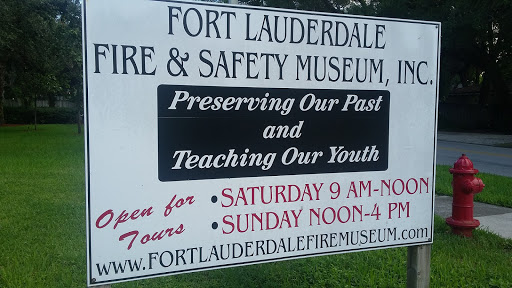 FORT LAUDERDALE
FIRE & SAFETY MUSEUM, INC.
Preserving Our Past
and
Teaching Our Youth
Open for
Tours
•SATURDAY 9 AM-NOON
•SUNDAY NOON-4 PM
www.FORTLAUDERDALEFIREMUSEUM.com